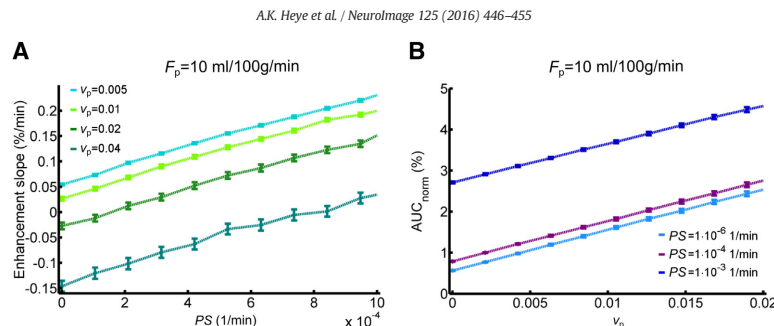 A.K. Heye et al. / NeuroImage 125 (2016) 446–455
A
B
Fp=10 ml/100g/min
Fp=10 ml/100g/min
vp=0.005
vp=0.01
vp=0.02
vp=0.04
Enhancement slope (%/min)
0.2
0.15
0.1
0.05
0
-0.05
-0.1
-0.15
0
2
4
6
8
10
PS (1/min)
x 10⁻⁴
AUCnorm (%)
5
4
3
2
1
0
PS=1·10⁻⁶ 1/min
PS=1·10⁻⁴ 1/min
PS=1·10⁻³ 1/min
0
0.005
0.01
0.015
0.02
vp